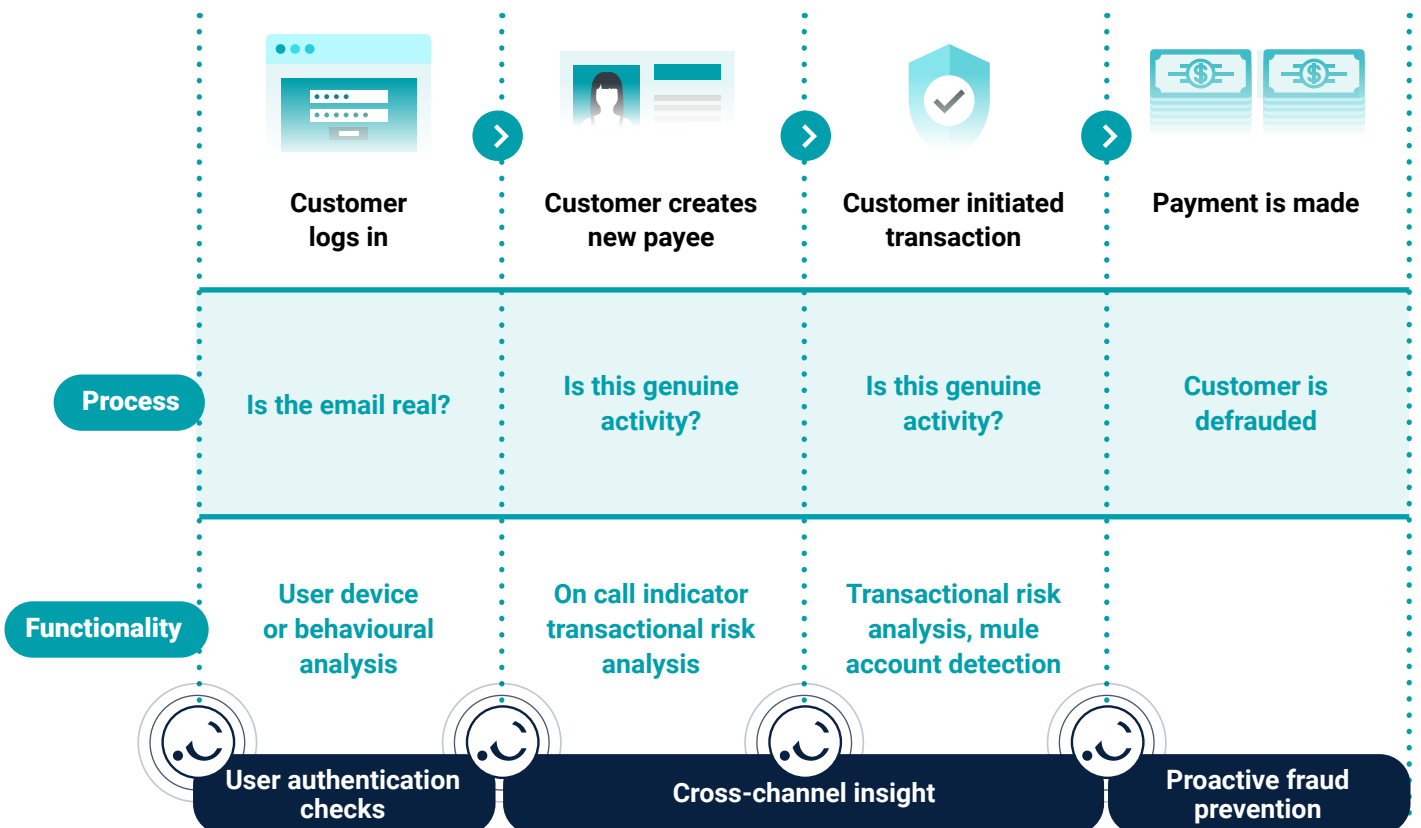 Customer
logs in
Customer creates
new payee
Customer initiated
transaction
Payment is made
Process
Is the email real?
Is this genuine
activity?
Is this genuine
activity?
Customer is
defrauded
Functionality
User device
or behavioural
analysis
On call indicator
transactional risk
analysis
Transactional risk
analysis, mule
account detection
User authentication
checks
Cross-channel insight
Proactive fraud
prevention